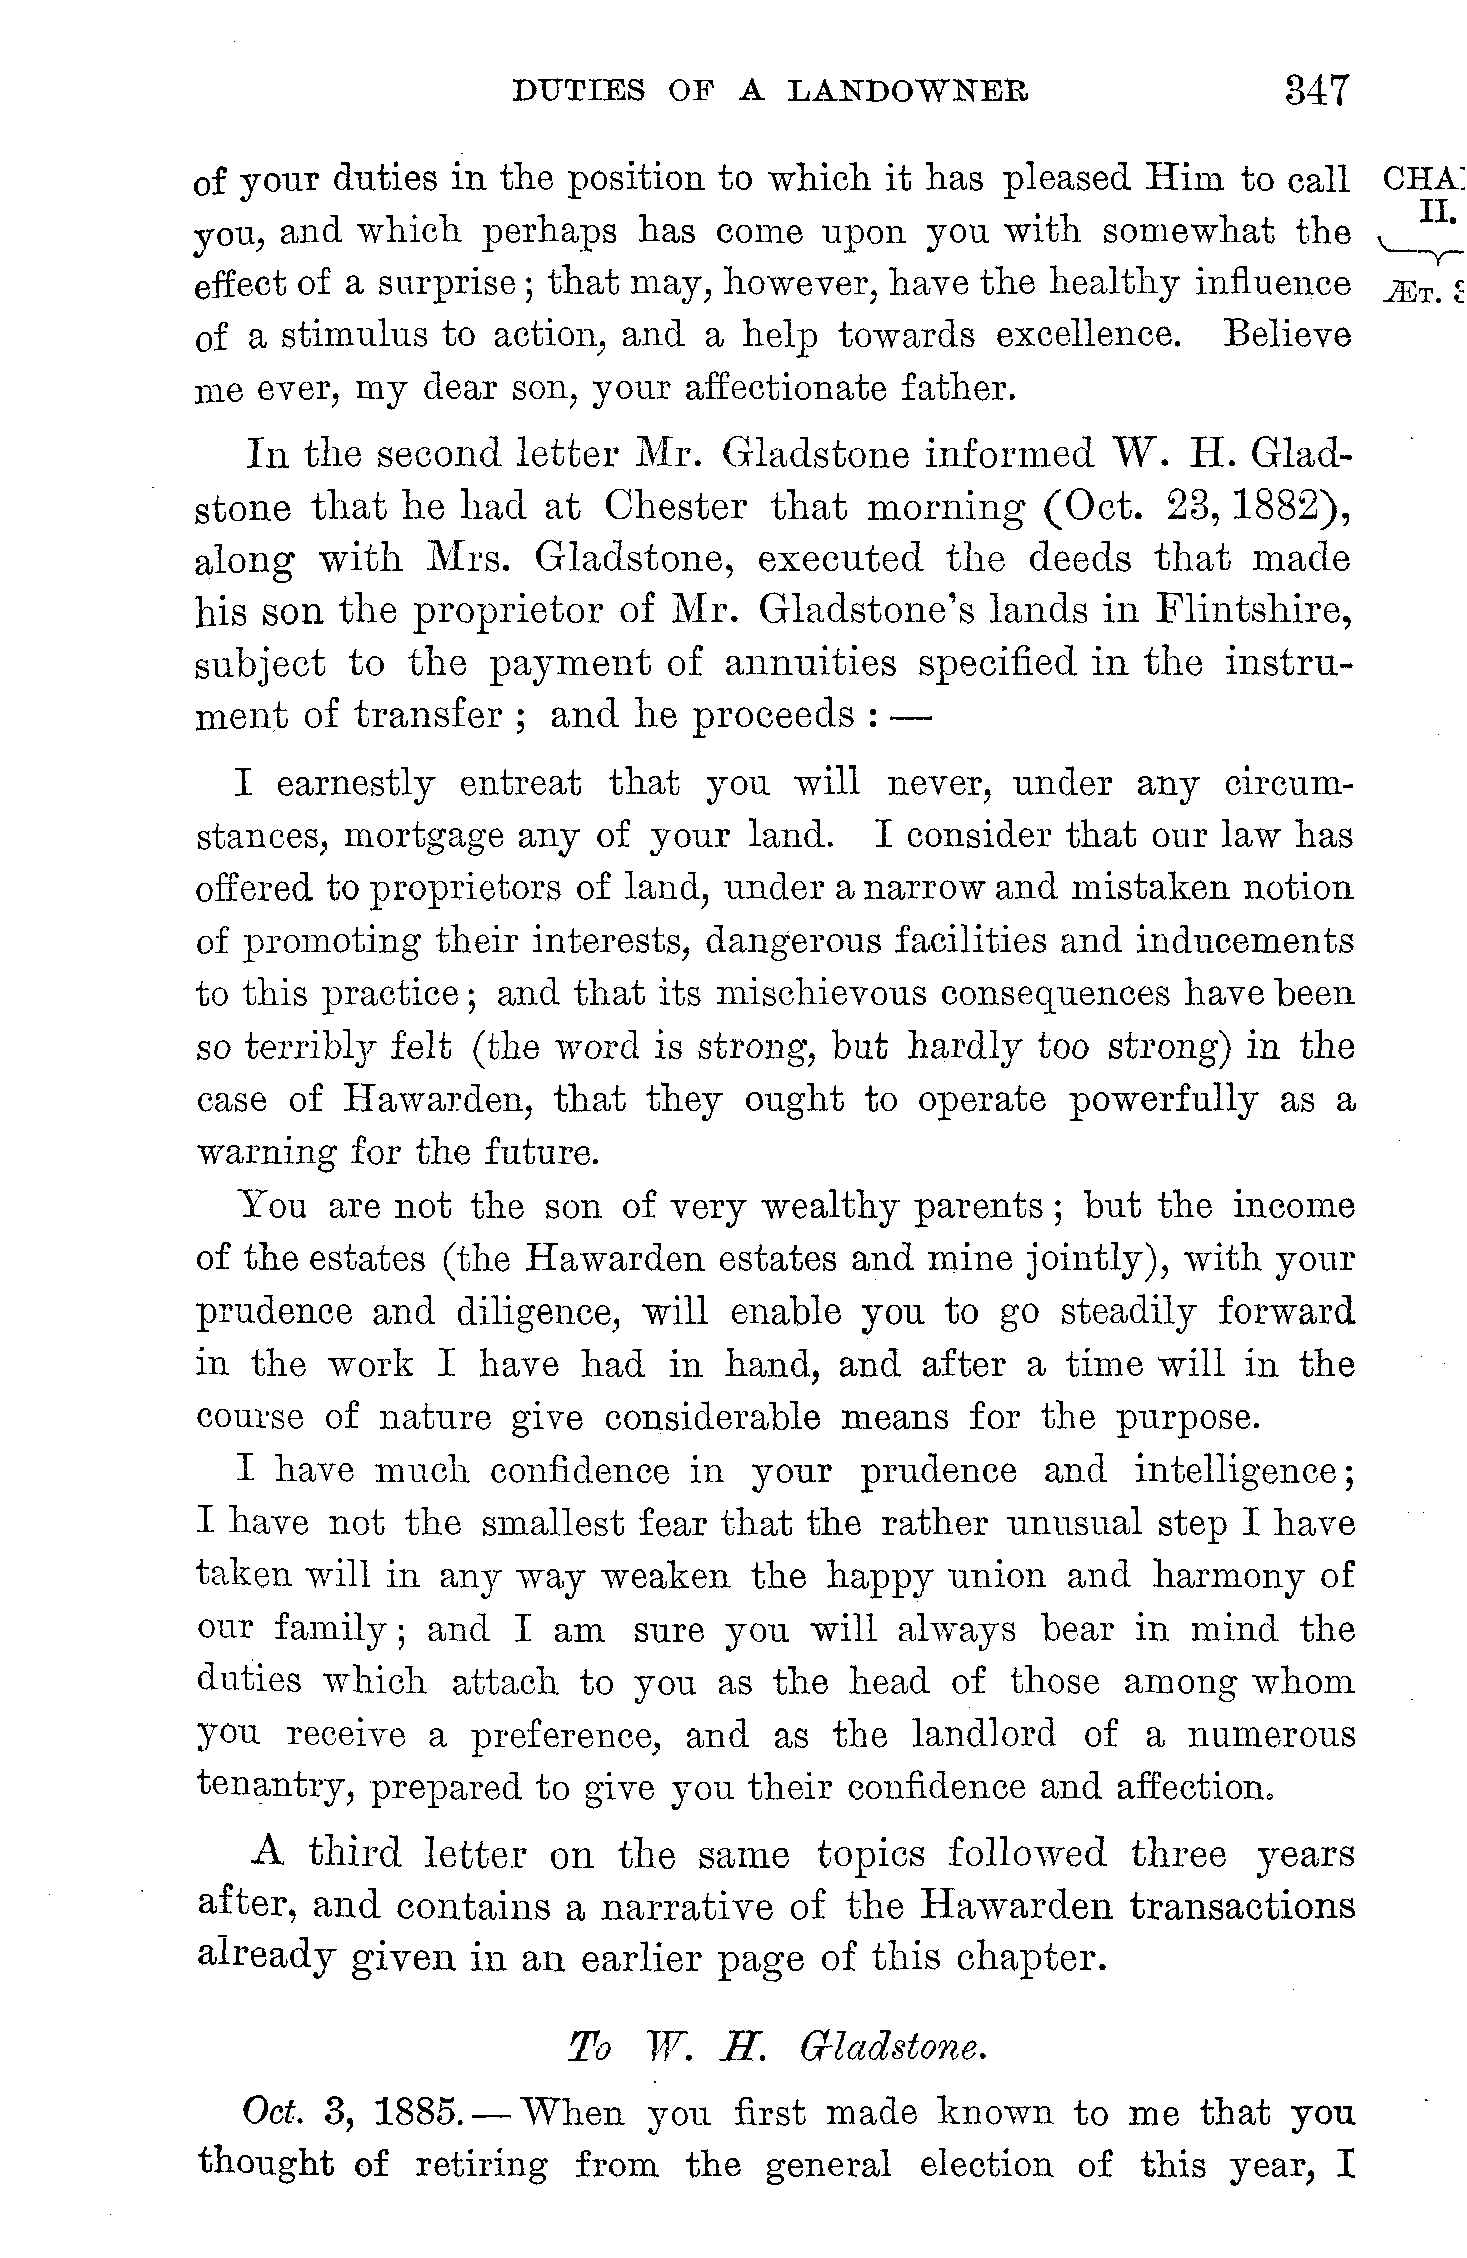 DUTIES OF A LANDOWNER 347
of your duties in the position to which it has pleased Him to call
you, and which perhaps has come upon you with somewhat the
effect of a surprise; that may, however, have the healthy influence
of a stimulus to action, and a help towards excellence. Believe
me ever, my dear son, your affectionate father.
In the second letter Mr. Gladstone informed W. H. Glad-
stone that he had at Chester that morning (Oct. 23, 1882),
along with Mrs. Gladstone, executed the deeds that made
his son the proprietor of Mr. Gladstone's lands in Flintshire,
subject to the payment of annuities specified in the instru-
ment of transfer; and he proceeds:—
I earnestly entreat that you will never, under any circum-
stances, mortgage any of your land. I consider that our law has
offered to proprietors of land, under a narrow and mistaken notion
of promoting their interests, dangerous facilities and inducements
to this practice; and that its mischievous consequences have been
so terribly felt (the word is strong, but hardly too strong) in the
case of Hawarden, that they ought to operate powerfully as a
warning for the future.
You are not the son of very wealthy parents; but the income
of the estates (the Hawarden estates and mine jointly), with your
prudence and diligence, will enable you to go steadily forward
in the work I have had in hand, and after a time will in the
course of nature give considerable means for the purpose.
I have much confidence in your prudence and intelligence;
I have not the smallest fear that the rather unusual step I have
taken will in any way weaken the happy union and harmony of
our family; and I am sure you will always bear in mind the
duties which attach to you as the head of those among whom
you receive a preference, and as the landlord of a numerous
tenantry, prepared to give you their confidence and affection.
A third letter on the same topics followed three years
after, and contains a narrative of the Hawarden transactions
already given in an earlier page of this chapter.
To W. H. Gladstone.
Oct. 3, 1885.—When you first made known to me that you
thought of retiring from the general election of this year, I
II.
ÆT.